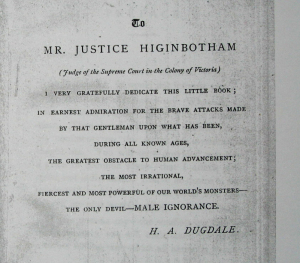 To
MR. JUSTICE HIGINBOTHAM
(Judge of the Supreme Court in the Colony of Victoria)
I VERY GRATEFULLY DEDICATE THIS LITTLE BOOK;
IN EARNEST ADMIRATION FOR THE BRAVE ATTACKS MADE
BY THAT GENTLEMAN UPON WHAT HAS BEEN,
DURING ALL KNOWN AGES,
THE GREATEST OBSTACLE TO HUMAN ADVANCEMENT;
THE MOST IRRATIONAL,
FIERCEST AND MOST POWERFUL OF OUR WORLD'S MONSTERS—
THE ONLY DEVIL—MALE IGNORANCE.
H. A. DUGDALE.